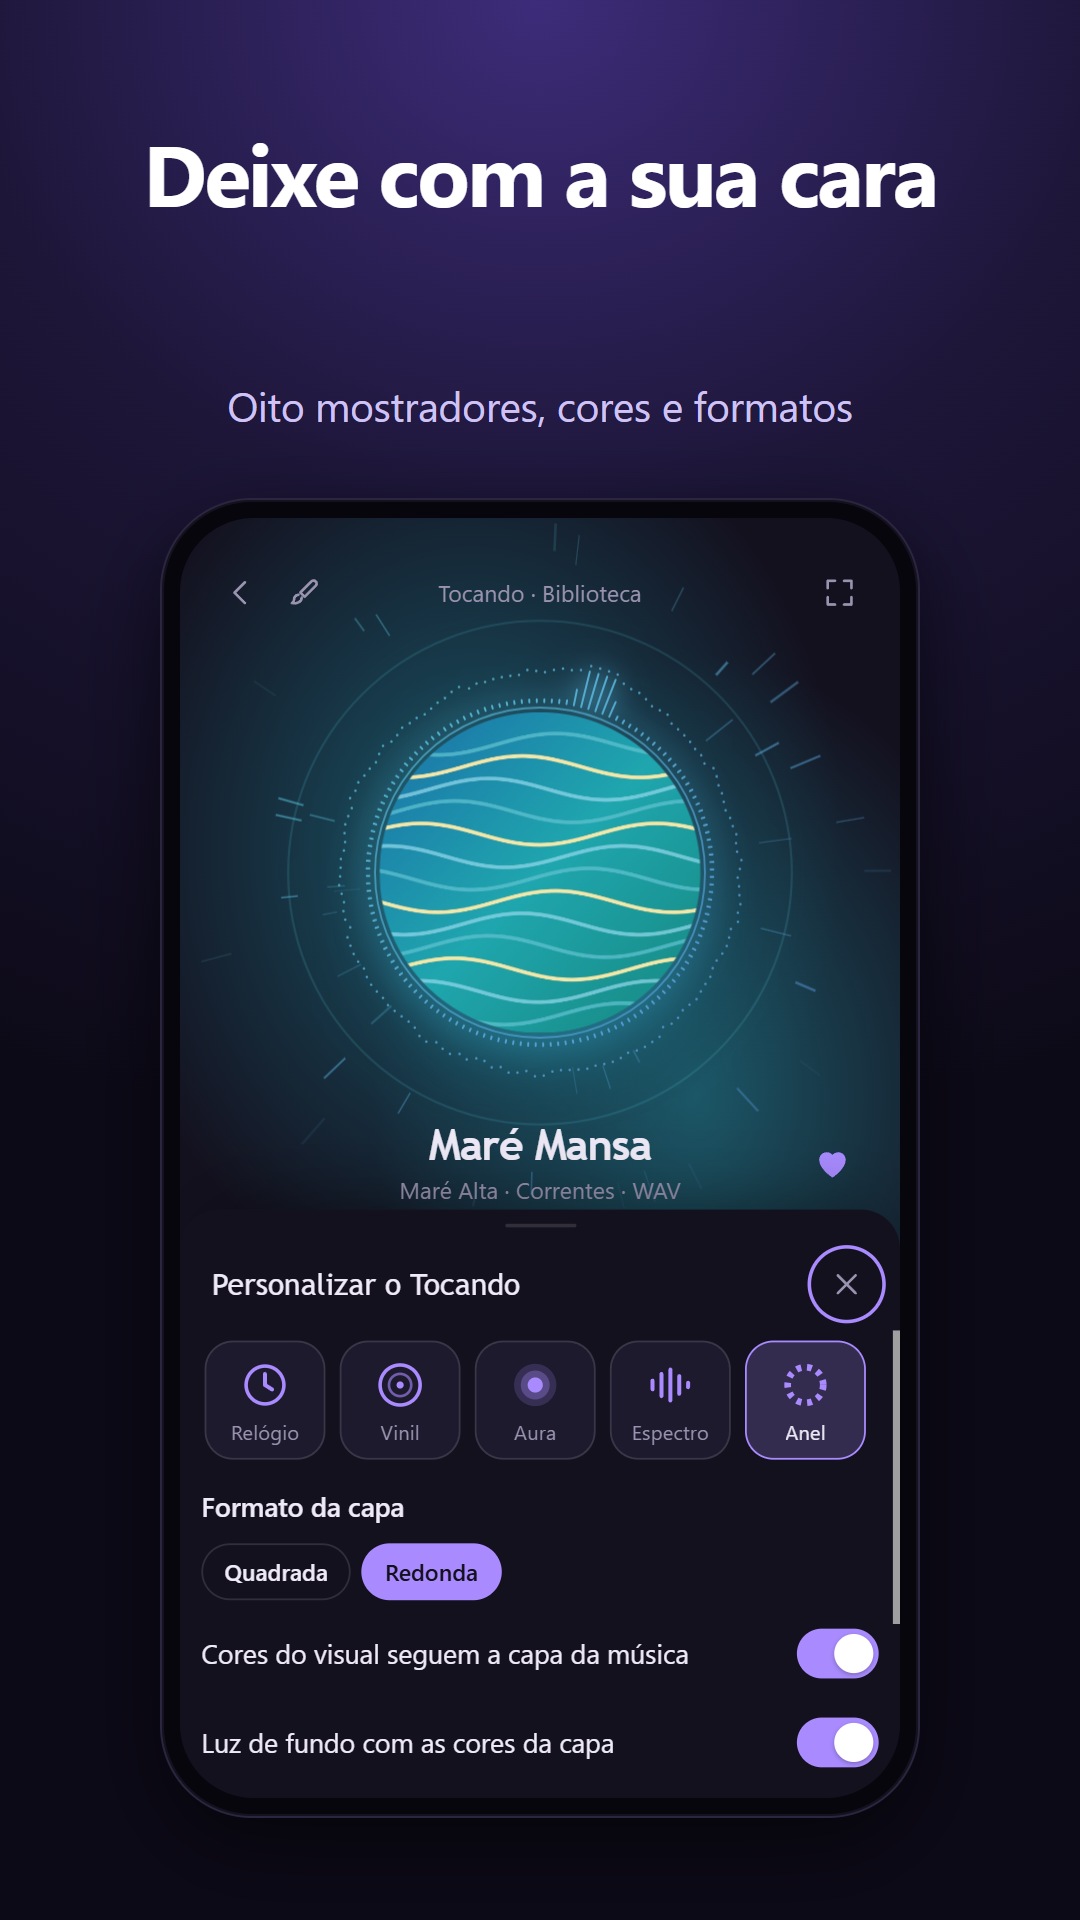 Deixe com a sua cara
Oito mostradores, cores e formatos
Tocando · Biblioteca
Maré Mansa
Maré Alta · Correntes · WAV
Personalizar o Tocando
Relógio
Vinil
Aura
Espectro
Anel
Formato da capa
Quadrada
Redonda
Cores do visual seguem a capa da música
Luz de fundo com as cores da capa